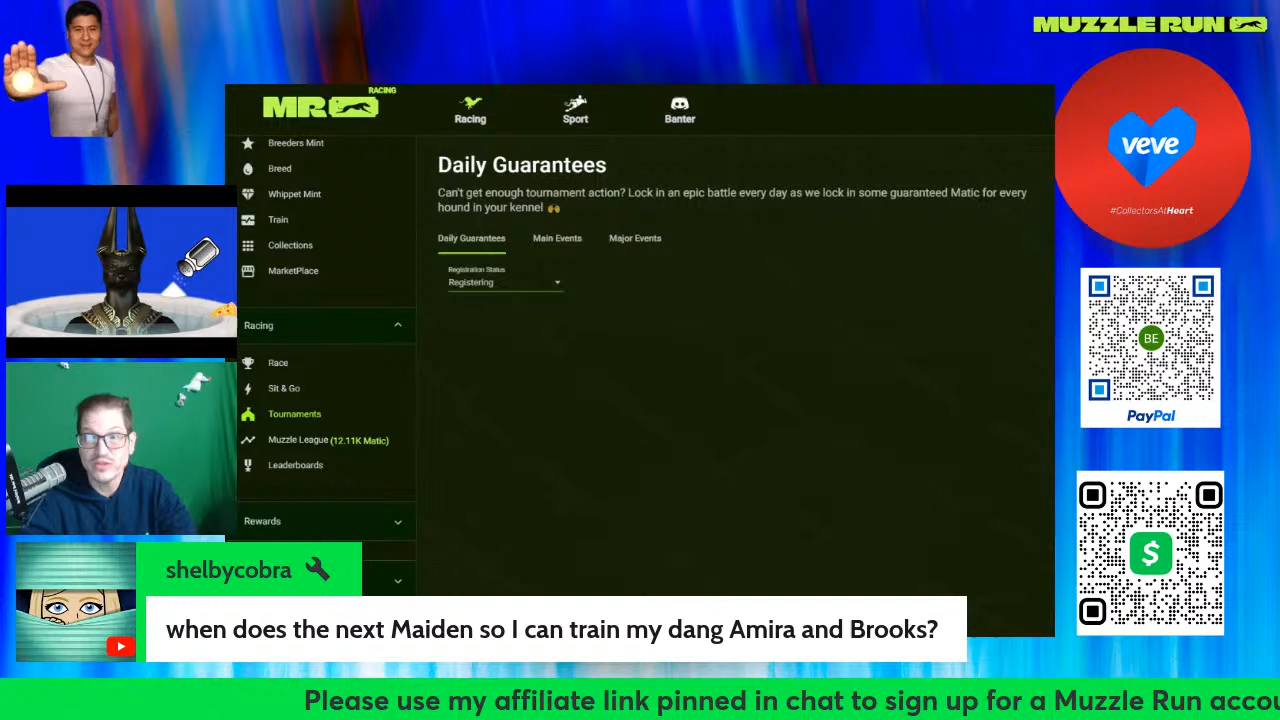 MUZZLE RUN
RACING
MR
Racing
Sport
Banter
Breeders Mint
Breed
Whippet Mint
Train
Collections
MarketPlace
Racing
Race
Sit & Go
Tournaments
Muzzle League (12.11K Matic)
Leaderboards
Rewards
Daily Guarantees
Can't get enough tournament action? Lock in an epic battle every day as we lock in some guaranteed Matic for every
hound in your kennel 🙌
Daily Guarantees
Main Events
Major Events
Registration Status
Registering
veve
#CollectorsAtHeart
BE
PayPal
$
shelbycobra
when does the next Maiden so I can train my dang Amira and Brooks?
Please use my affiliate link pinned in chat to sign up for a Muzzle Run accou